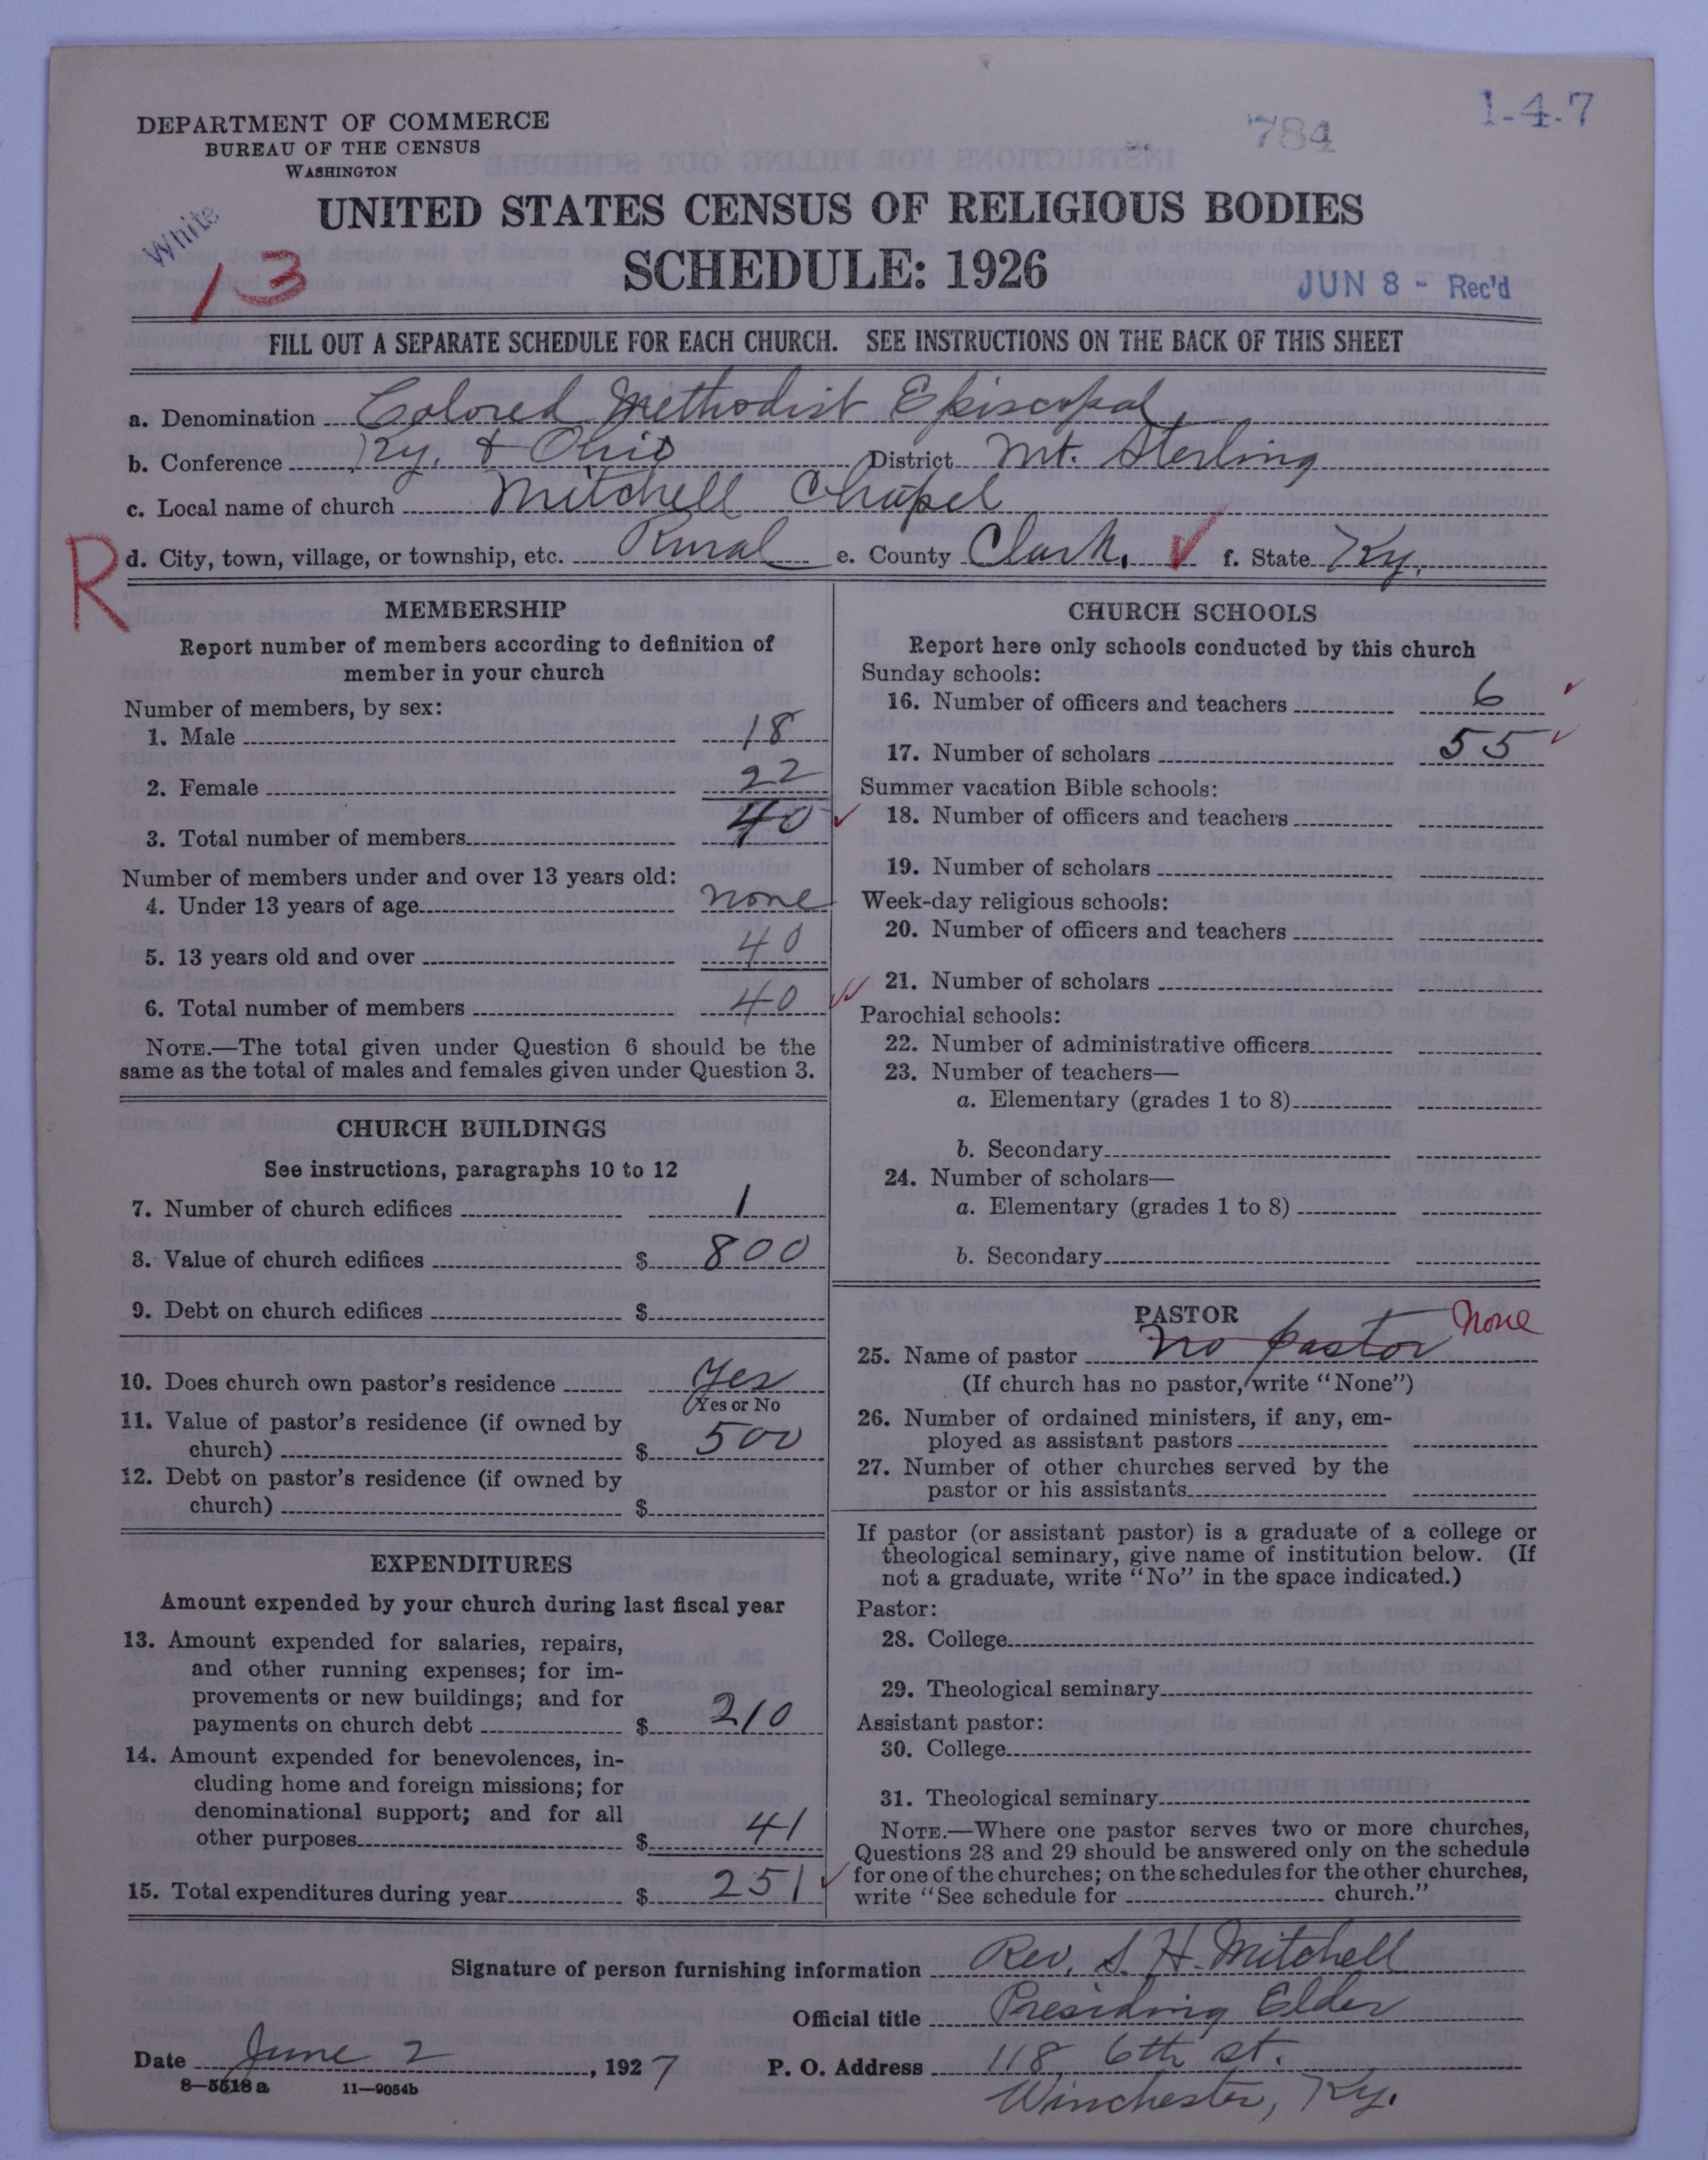 DEPARTMENT OF COMMERCE
BUREAU OF THE CENSUS
WASHINGTON
784
1-4-7
UNITED STATES CENSUS OF RELIGIOUS BODIES
White
13
SCHEDULE: 1926
JUN 8 - Rec'd
FILL OUT A SEPARATE SCHEDULE FOR EACH CHURCH. SEE INSTRUCTIONS ON THE BACK OF THIS SHEET
a. Denomination Colored Methodist Episcopal
b. Conference Ky. & Ohio District Mt. Sterling
c. Local name of church Mitchell Chapel
R
d. City, town, village, or township, etc. Rural e. County Clark. ✓ f. State Ky.
MEMBERSHIP
Report number of members according to definition of
member in your church
Number of members, by sex:
1. Male 18
2. Female 22
3. Total number of members 40 ✓
Number of members under and over 13 years old:
4. Under 13 years of age none
5. 13 years old and over 40
6. Total number of members 40 ✓✓
NOTE.—The total given under Question 6 should be the
same as the total of males and females given under Question 3.
CHURCH BUILDINGS
See instructions, paragraphs 10 to 12
7. Number of church edifices 1
8. Value of church edifices $ 800
9. Debt on church edifices $
10. Does church own pastor's residence Yes
Yes or No
11. Value of pastor's residence (if owned by
church) $ 500
12. Debt on pastor's residence (if owned by
church) $
EXPENDITURES
Amount expended by your church during last fiscal year
13. Amount expended for salaries, repairs,
and other running expenses; for im-
provements or new buildings; and for
payments on church debt $ 210
14. Amount expended for benevolences, in-
cluding home and foreign missions; for
denominational support; and for all
other purposes $ 41
15. Total expenditures during year $ 251 ✓
CHURCH SCHOOLS
Report here only schools conducted by this church
Sunday schools:
16. Number of officers and teachers 6 ✓
17. Number of scholars 55 ✓
Summer vacation Bible schools:
18. Number of officers and teachers
19. Number of scholars
Week-day religious schools:
20. Number of officers and teachers
21. Number of scholars
Parochial schools:
22. Number of administrative officers
23. Number of teachers—
a. Elementary (grades 1 to 8)
b. Secondary
24. Number of scholars—
a. Elementary (grades 1 to 8)
b. Secondary
PASTOR
25. Name of pastor no pastor None
(If church has no pastor, write "None")
26. Number of ordained ministers, if any, em-
ployed as assistant pastors
27. Number of other churches served by the
pastor or his assistants
If pastor (or assistant pastor) is a graduate of a college or
theological seminary, give name of institution below. (If
not a graduate, write "No" in the space indicated.)
Pastor:
28. College
29. Theological seminary
Assistant pastor:
30. College
31. Theological seminary
NOTE.—Where one pastor serves two or more churches,
Questions 28 and 29 should be answered only on the schedule
for one of the churches; on the schedules for the other churches,
write "See schedule for church."
Signature of person furnishing information Rev. S. H. Mitchell
Official title Presiding Elder
Date June 2, 1927 P. O. Address 118 6th st.
8—5518a 11—9054b
Winchester, Ky.